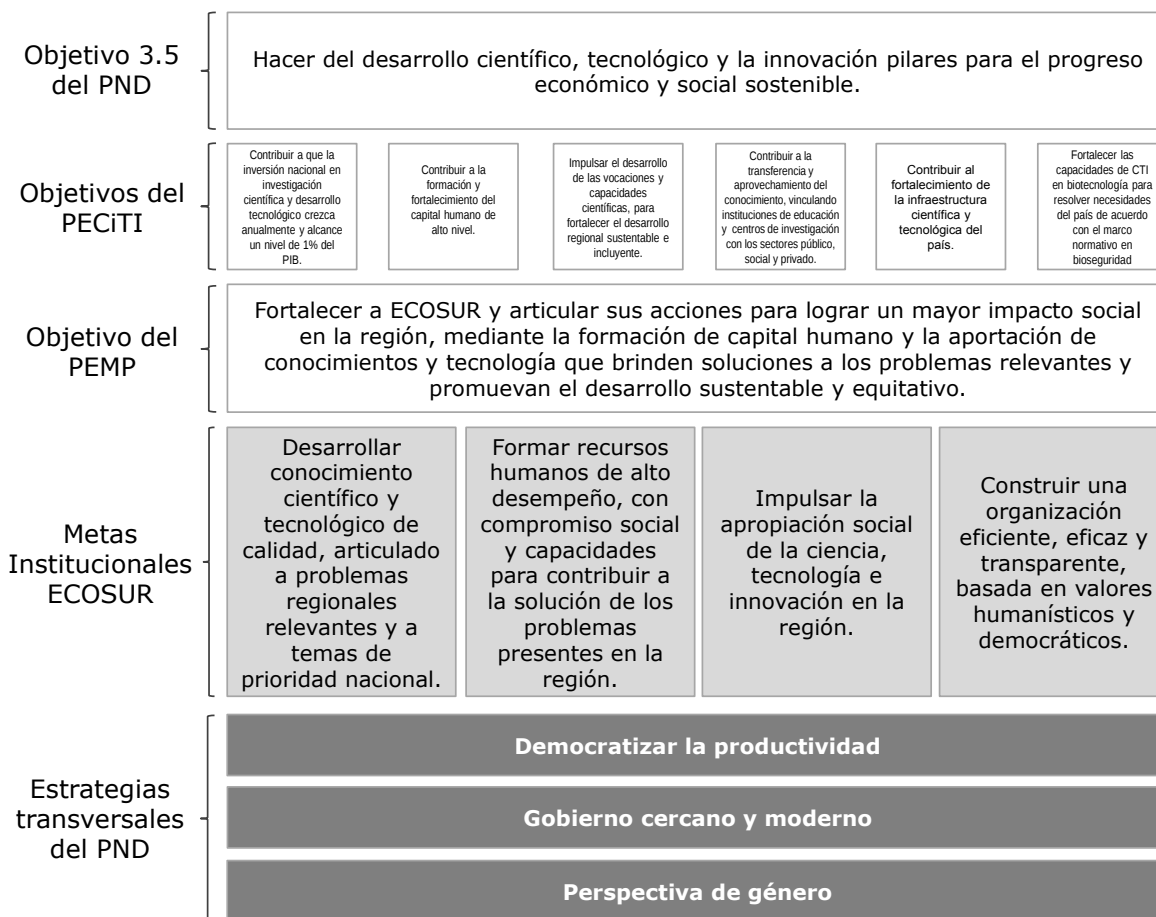 Objetivo 3.5
del PND
Hacer del desarrollo científico, tecnológico y la innovación pilares para el progreso
económico y social sostenible.
Objetivos del
PECiTI
Contribuir a que la
inversión nacional en
investigación
científica y desarrollo
tecnológico crezca
anualmente y alcance
un nivel de 1% del
PIB.
Contribuir a la
formación y
fortalecimiento del
capital humano de
alto nivel.
Impulsar el desarrollo
de las vocaciones y
capacidades
científicas, para
fortalecer el desarrollo
regional sustentable e
incluyente.
Contribuir a la
transferencia y
aprovechamiento del
conocimiento, vinculando
instituciones de educación
y centros de investigación
con los sectores público,
social y privado.
Contribuir al
fortalecimiento de
la infraestructura
científica y
tecnológica del
país.
Fortalecer las
capacidades de CTI
en biotecnología para
resolver necesidades
del país de acuerdo
con el marco
normativo en
bioseguridad
Objetivo del
PEMP
Fortalecer a ECOSUR y articular sus acciones para lograr un mayor impacto social
en la región, mediante la formación de capital humano y la aportación de
conocimientos y tecnología que brinden soluciones a los problemas relevantes y
promuevan el desarrollo sustentable y equitativo.
Metas
Institucionales
ECOSUR
Desarrollar
conocimiento
científico y
tecnológico de
calidad, articulado
a problemas
regionales
relevantes y a
temas de
prioridad nacional.
Formar recursos
humanos de alto
desempeño, con
compromiso social
y capacidades
para contribuir a
la solución de los
problemas
presentes en la
región.
Impulsar la
apropiación social
de la ciencia,
tecnología e
innovación en la
región.
Construir una
organización
eficiente, eficaz y
transparente,
basada en valores
humanísticos y
democráticos.
Estrategias
transversales
del PND
Democratizar la productividad
Gobierno cercano y moderno
Perspectiva de género